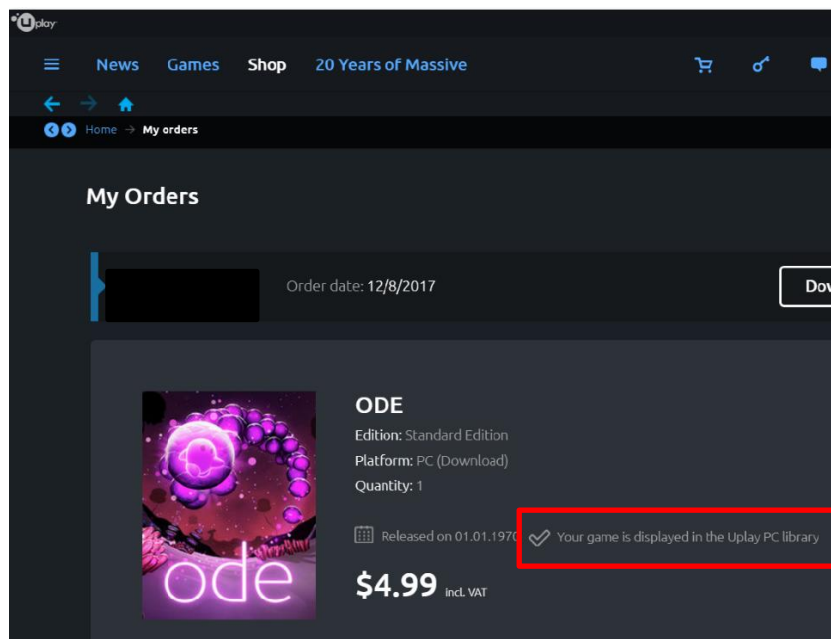 Uplay
News Games Shop 20 Years of Massive
Home → My orders
My Orders
Order date: 12/8/2017
ode
ODE
Edition: Standard Edition
Platform: PC (Download)
Quantity: 1
Released on 01.01.1970 Your game is displayed in the Uplay PC library
$4.99 incl. VAT